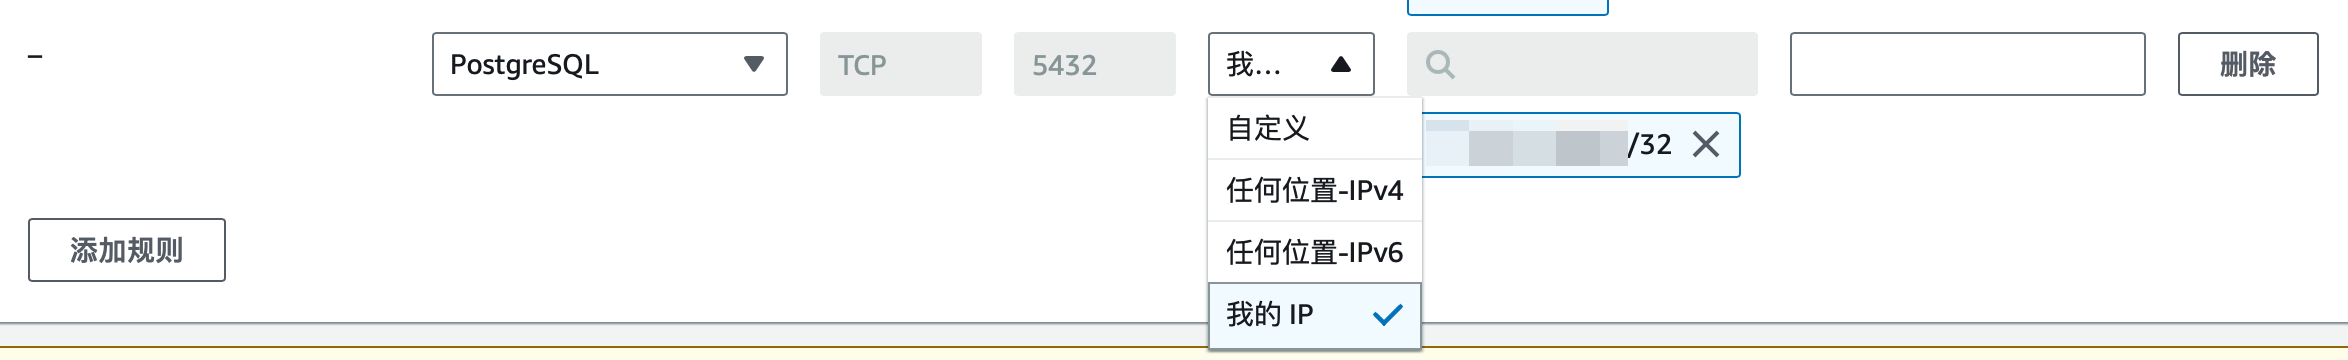 –
PostgreSQL
TCP
5432
我...
删除
自定义
/32
任何位置-IPv4
任何位置-IPv6
添加规则
我的 IP